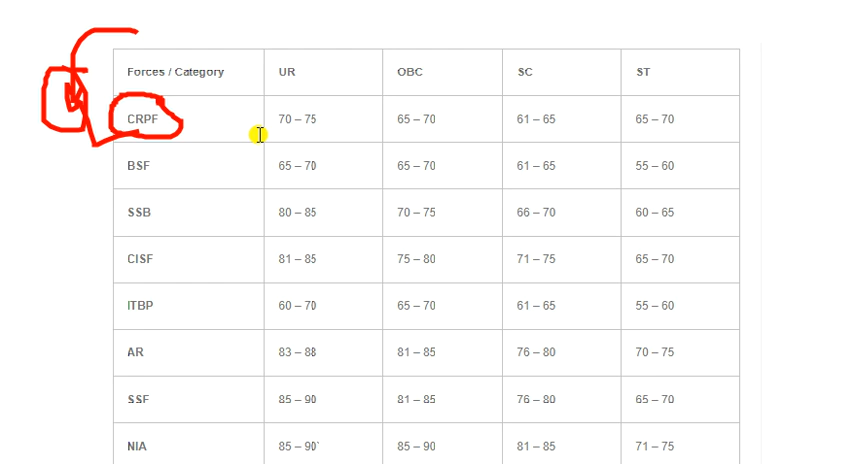 Forces / Category UR OBC SC ST
CRPF 70 – 75 65 – 70 61 – 65 65 – 70
BSF 65 – 70 65 – 70 61 – 65 55 – 60
SSB 80 – 85 70 – 75 66 – 70 60 – 65
CISF 81 – 85 75 – 80 71 – 75 65 – 70
ITBP 60 – 70 65 – 70 61 – 65 55 – 60
AR 83 – 88 81 – 85 76 – 80 70 – 75
SSF 85 – 90 81 – 85 76 – 80 65 – 70
NIA 85 – 90` 85 – 90 81 – 85 71 – 75